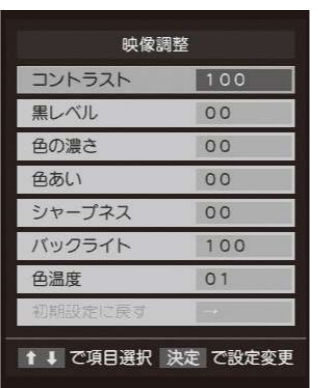 映像調整
コントラスト 100
黒レベル 00
色の濃さ 00
色あい 00
シャープネス 00
バックライト 100
色温度 01
初期設定に戻す →
↑ ↓ で項目選択 決定 で設定変更